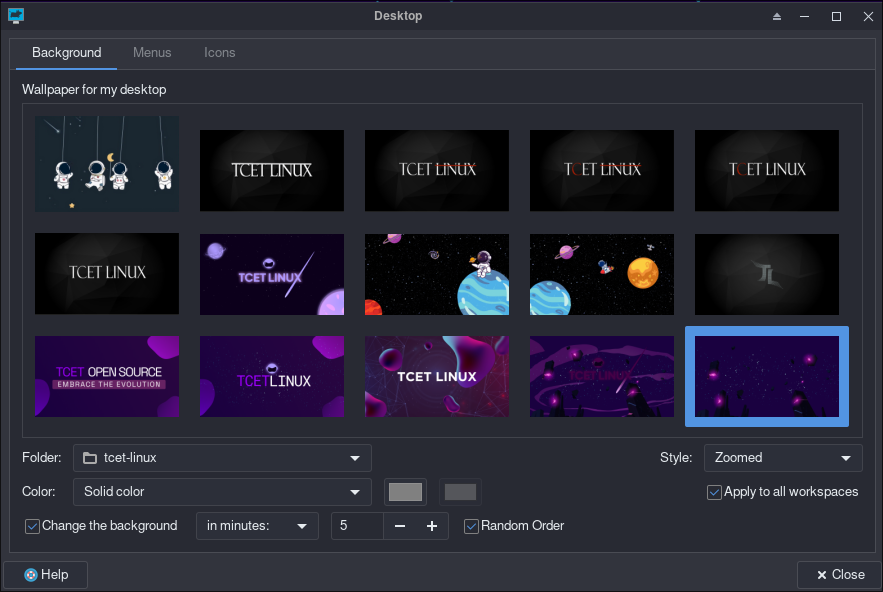 Desktop
Background Menus Icons
Wallpaper for my desktop
TCET LINUX
TCET LINUX
TCET LINUX
TCET LINUX
TCET LINUX
TCET LINUX
TL
TCET OPEN SOURCE
EMBRACE THE EVOLUTION
TCETLINUX
TCET LINUX
TCET LINUX
Folder: tcet-linux Style: Zoomed
Color: Solid color Apply to all workspaces
Change the background in minutes: 5 Random Order
Help Close